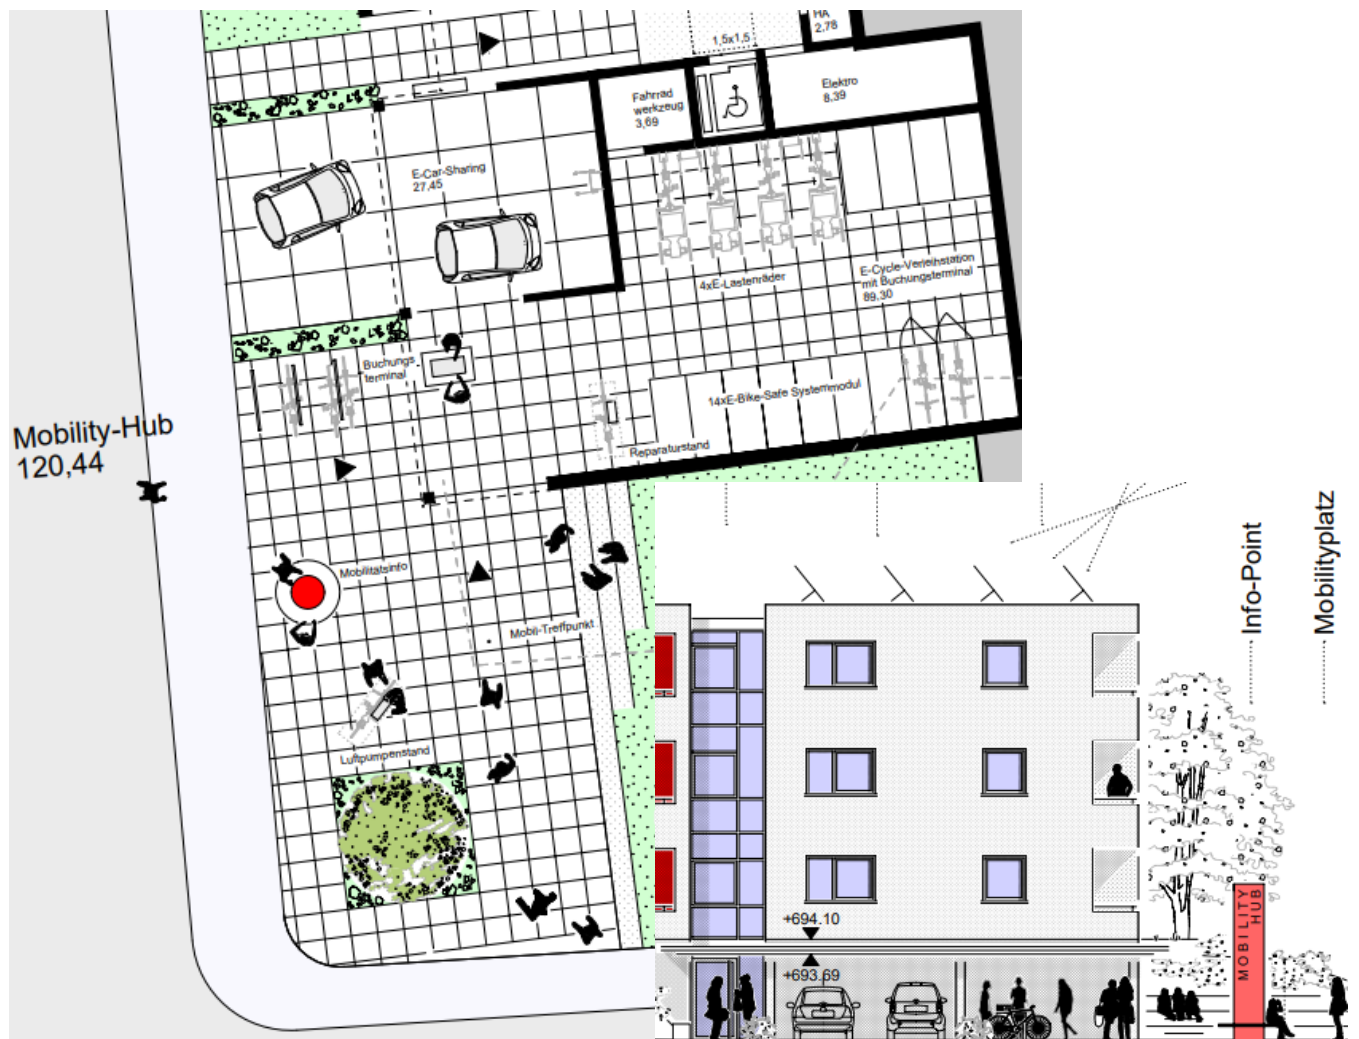 HA
2,78
1,5x1,5
Elektro
8,39
Fahrrad
werkzeug
3,69
E-Car-Sharing
27,45
4xE-Lastenräder
E-Cycle-Verleihstation
mit Buchungsterminal
89,30
Buchungs
terminal
14xE-Bike-Safe Systemmodul
Reparaturstand
Mobility-Hub
120,44
Mobilitätsinfo
Mobil-Treffpunkt
Luftpumpenstand
Info-Point
Mobilityplatz
+694.10
+693.69
MOBILITY
HUB